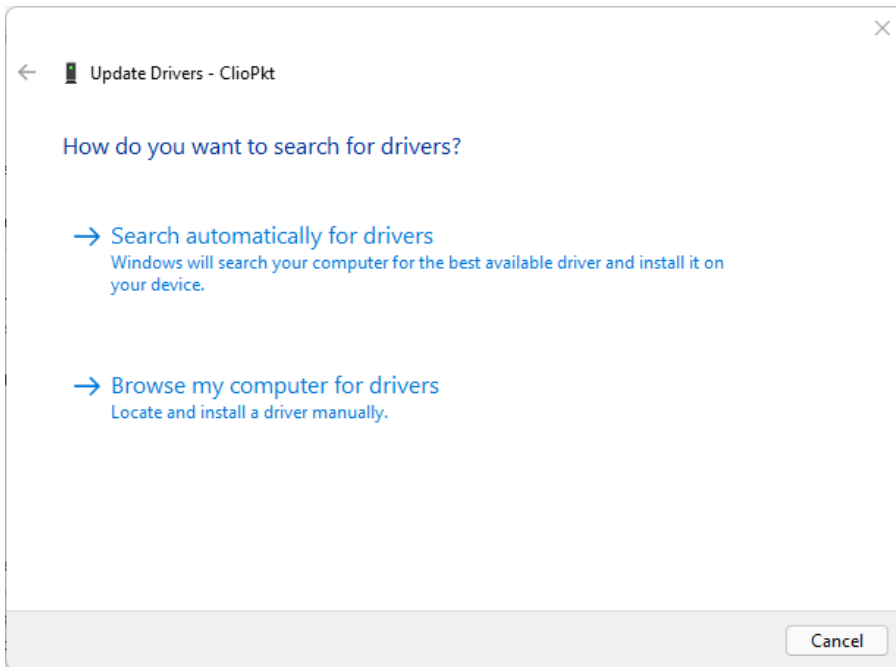 Update Drivers - ClioPkt
How do you want to search for drivers?
Search automatically for drivers
Windows will search your computer for the best available driver and install it on
your device.
Browse my computer for drivers
Locate and install a driver manually.
Cancel